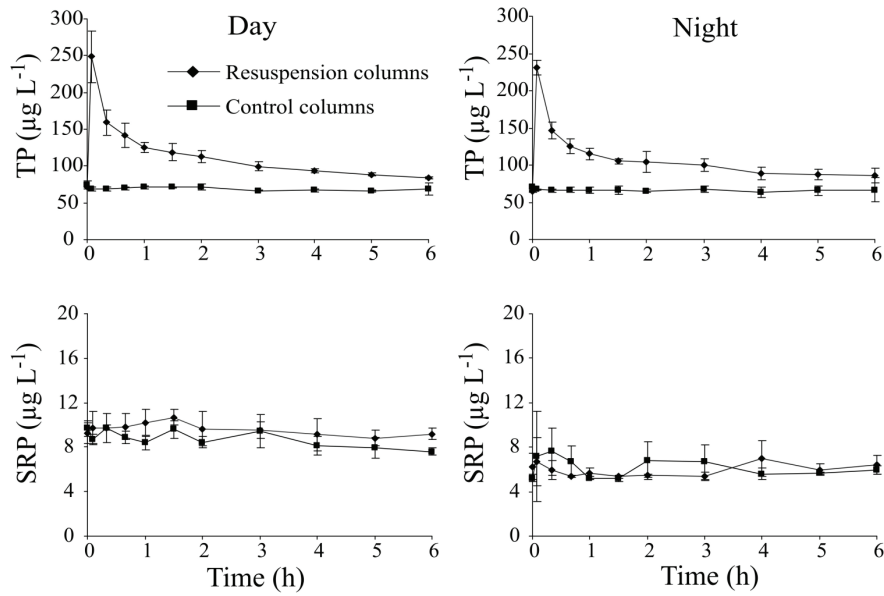 Day
TP (µg L⁻¹)
300
250
200
150
100
50
0
Resuspension columns
Control columns
0 1 2 3 4 5 6
Night
TP (µg L⁻¹)
300
250
200
150
100
50
0
0 1 2 3 4 5 6
SRP (µg L⁻¹)
20
16
12
8
4
0
0 1 2 3 4 5 6
Time (h)
SRP (µg L⁻¹)
20
16
12
8
4
0
0 1 2 3 4 5 6
Time (h)